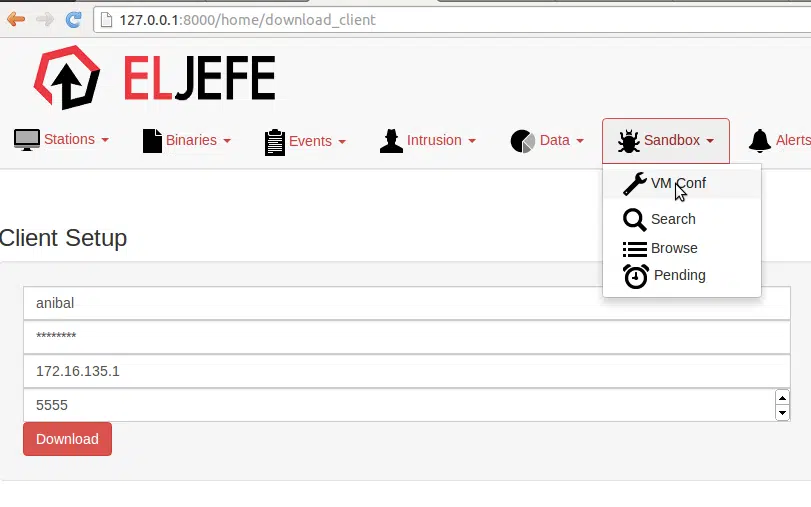 127.0.0.1:8000/home/download_client
ELJEFE
Stations Binaries Events Intrusion Data Sandbox Alerts
VM Conf
Search
Browse
Pending
Client Setup
anibal
********
172.16.135.1
5555
Download